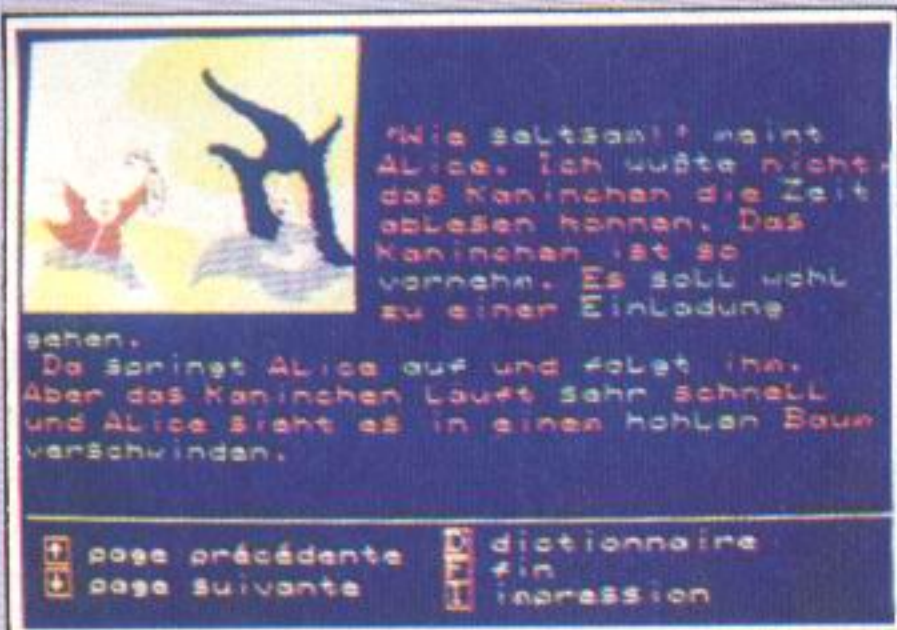 "Wie seltsam!" meint
Alice. Ich wußte nicht,
daß Kaninchen die Zeit
ablesen können. Das
Kaninchen ist so
vornehm. Es soll wohl
zu einer Einladung
gehen.
Da springt Alice auf und folgt ihm.
Aber das Kaninchen läuft sehr schnell
und Alice sieht es in einem hohlen Baum
verschwinden.
↑ page précédente
↓ page suivante
D dictionnaire
F fin
I impression